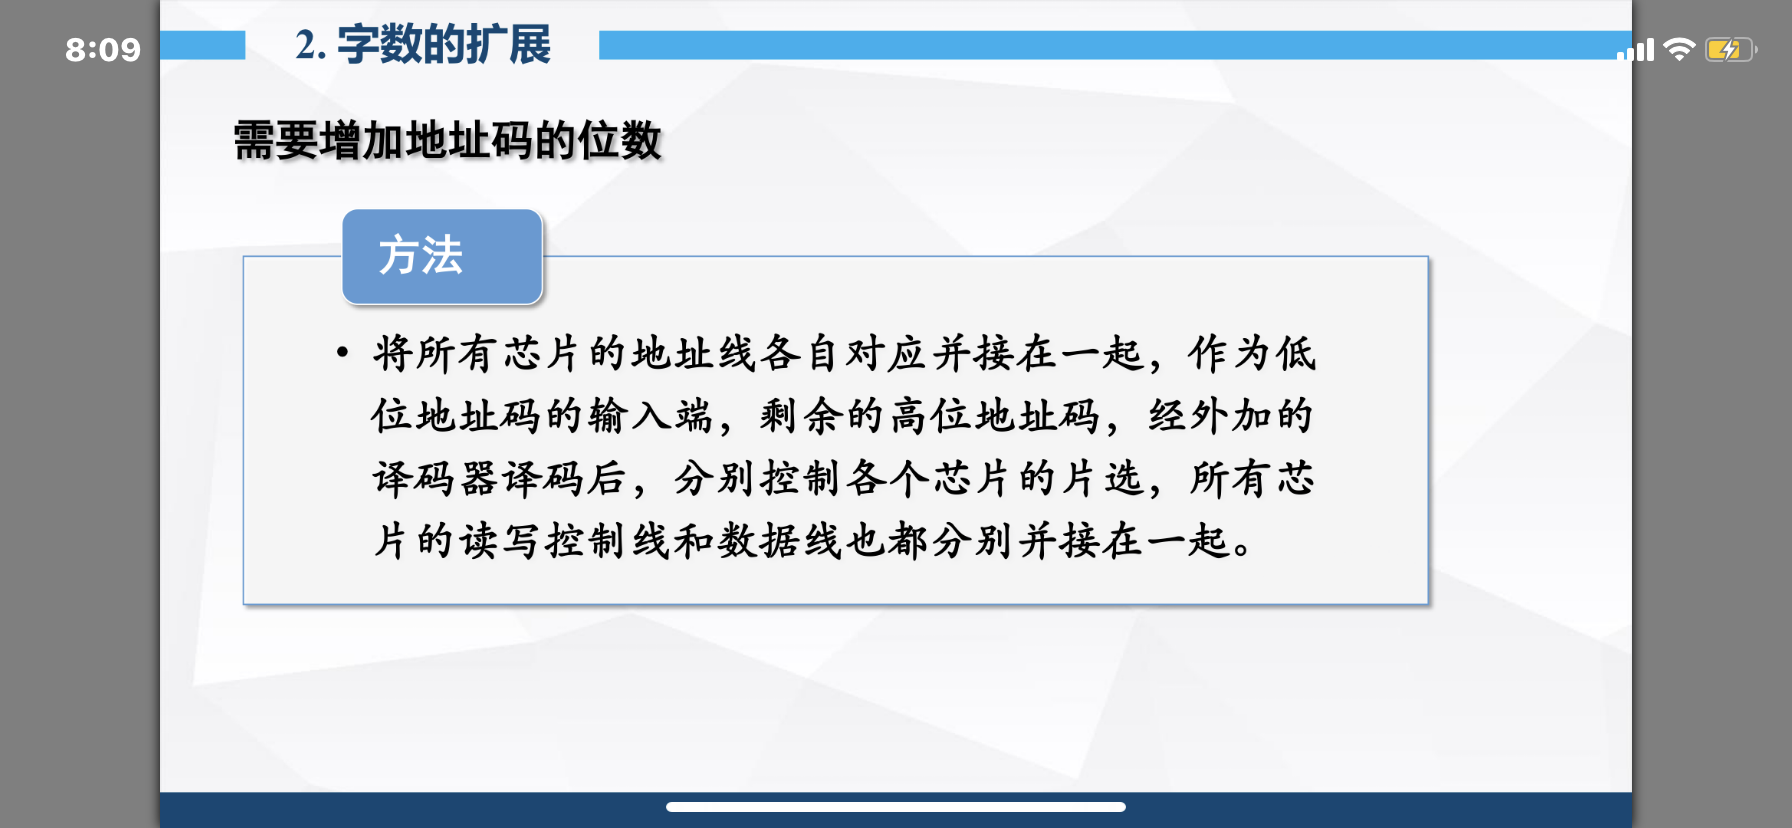 8:09
2. 字数的扩展
需要增加地址码的位数
方法
• 将所有芯片的地址线各自对应并接在一起，作为低
位地址码的输入端，剩余的高位地址码，经外加的
译码器译码后，分别控制各个芯片的片选，所有芯
片的读写控制线和数据线也都分别并接在一起。